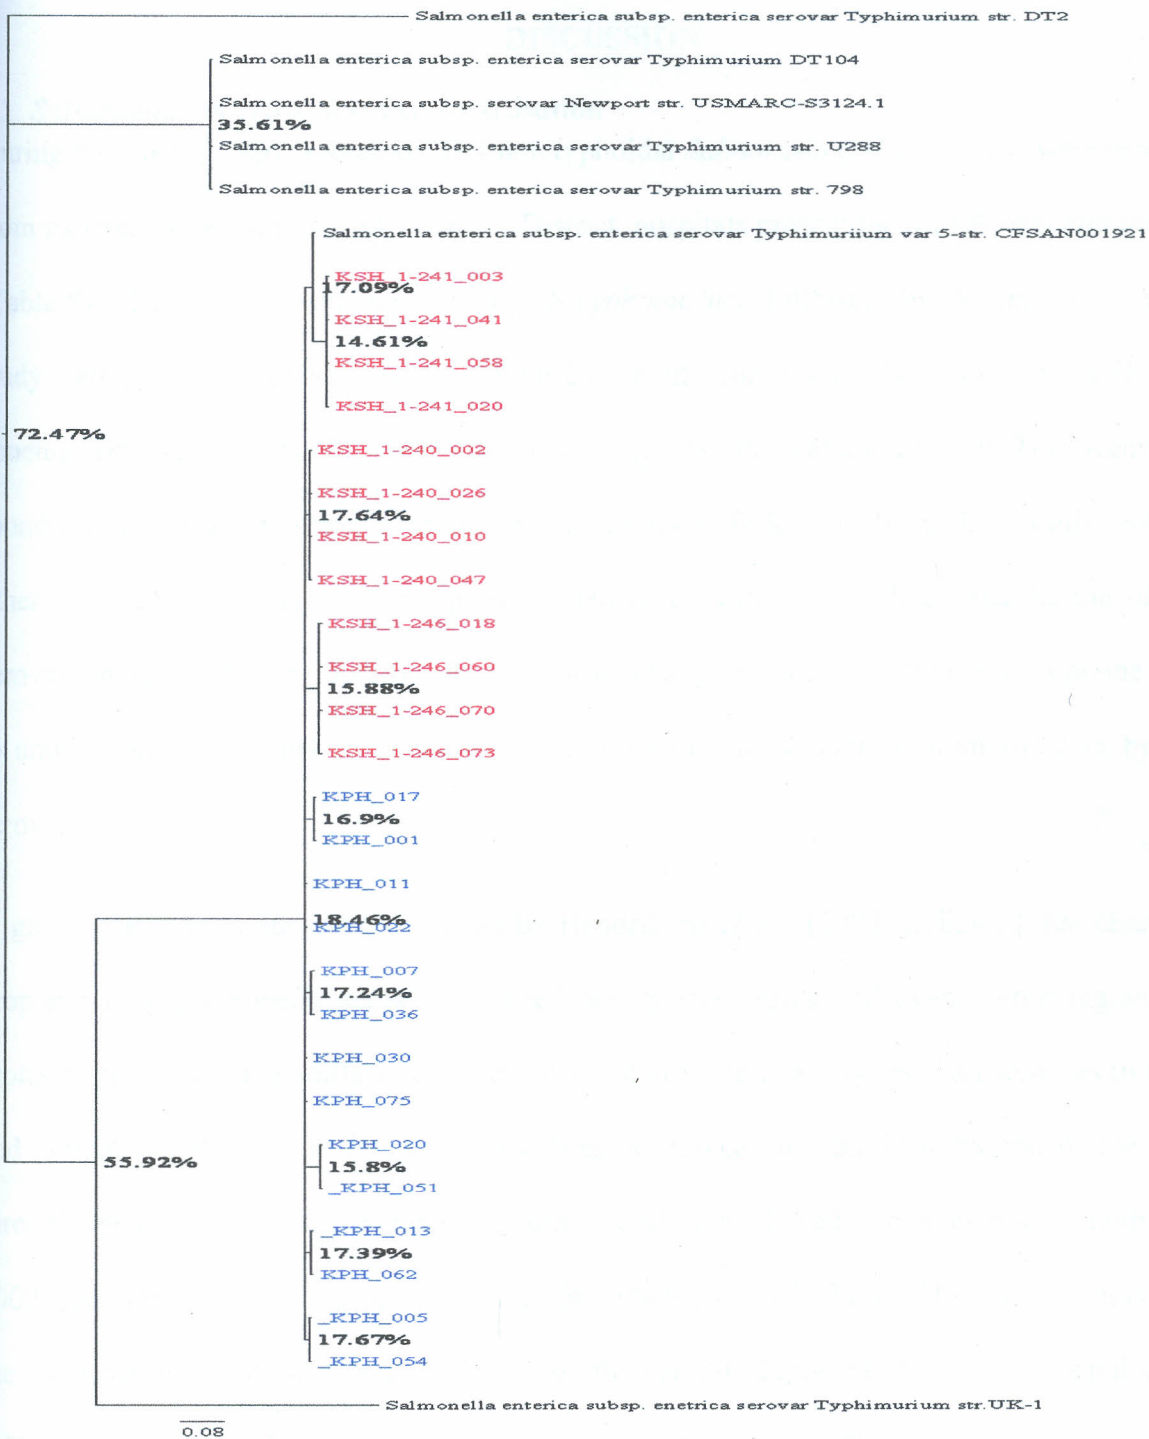 Salmonella enterica subsp. enterica serovar Typhimurium str. DT2
Salmonella enterica subsp. enterica serovar Typhimurium DT104
Salmonella enterica subsp. serovar Newport str. USMARC-S3124.1
35.61%
Salmonella enterica subsp. enterica serovar Typhimurium str. U288
Salmonella enterica subsp. enterica serovar Typhimurium str. 798
Salmonella enterica subsp. enterica serovar Typhimuriium var 5-str. CFSAN001921
KSH_1-241_003
17.09%
KSH_1-241_041
14.61%
KSH_1-241_058
KSH_1-241_020
72.47%
KSH_1-240_002
KSH_1-240_026
17.64%
KSH_1-240_010
KSH_1-240_047
KSH_1-246_018
KSH_1-246_060
15.88%
KSH_1-246_070
KSH_1-246_073
KPH_017
16.9%
KPH_001
KPH_011
18.46%
KPH_022
KPH_007
17.24%
KPH_036
KPH_030
KPH_075
KPH_020
55.92%
15.8%
_KPH_051
_KPH_013
17.39%
KPH_062
_KPH_005
17.67%
_KPH_054
Salmonella enterica subsp. enetrica serovar Typhimurium str.UK-1
0.08